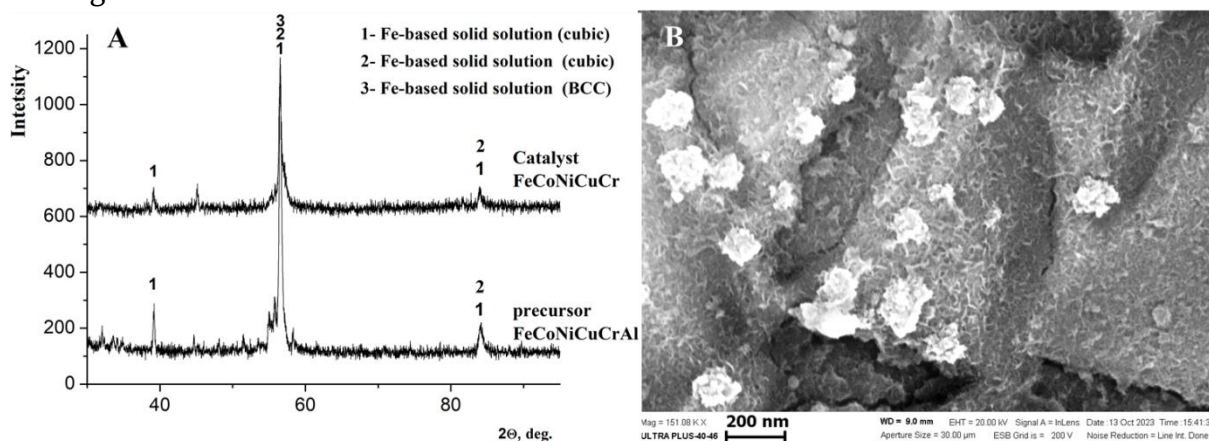 A
1- Fe-based solid solution (cubic)
2- Fe-based solid solution (cubic)
3- Fe-based solid solution (BCC)
3
2
1
1
2
1
Catalyst
FeCoNiCuCr
1
2
1
precursor
FeCoNiCuCrAl
Intetsity
1200
1000
800
600
400
200
0
40
60
80
2Θ, deg.
B
Mag = 151.08 K X
200 nm
WD = 9.0 mm EHT = 20.00 kV Signal A = InLens Date : 13 Oct 2023 Time :15:41:3
ULTRA PLUS-40-46
Aperture Size = 30.00 µm ESB Grid is = 200 V Noise Reduction = Line Int. Done